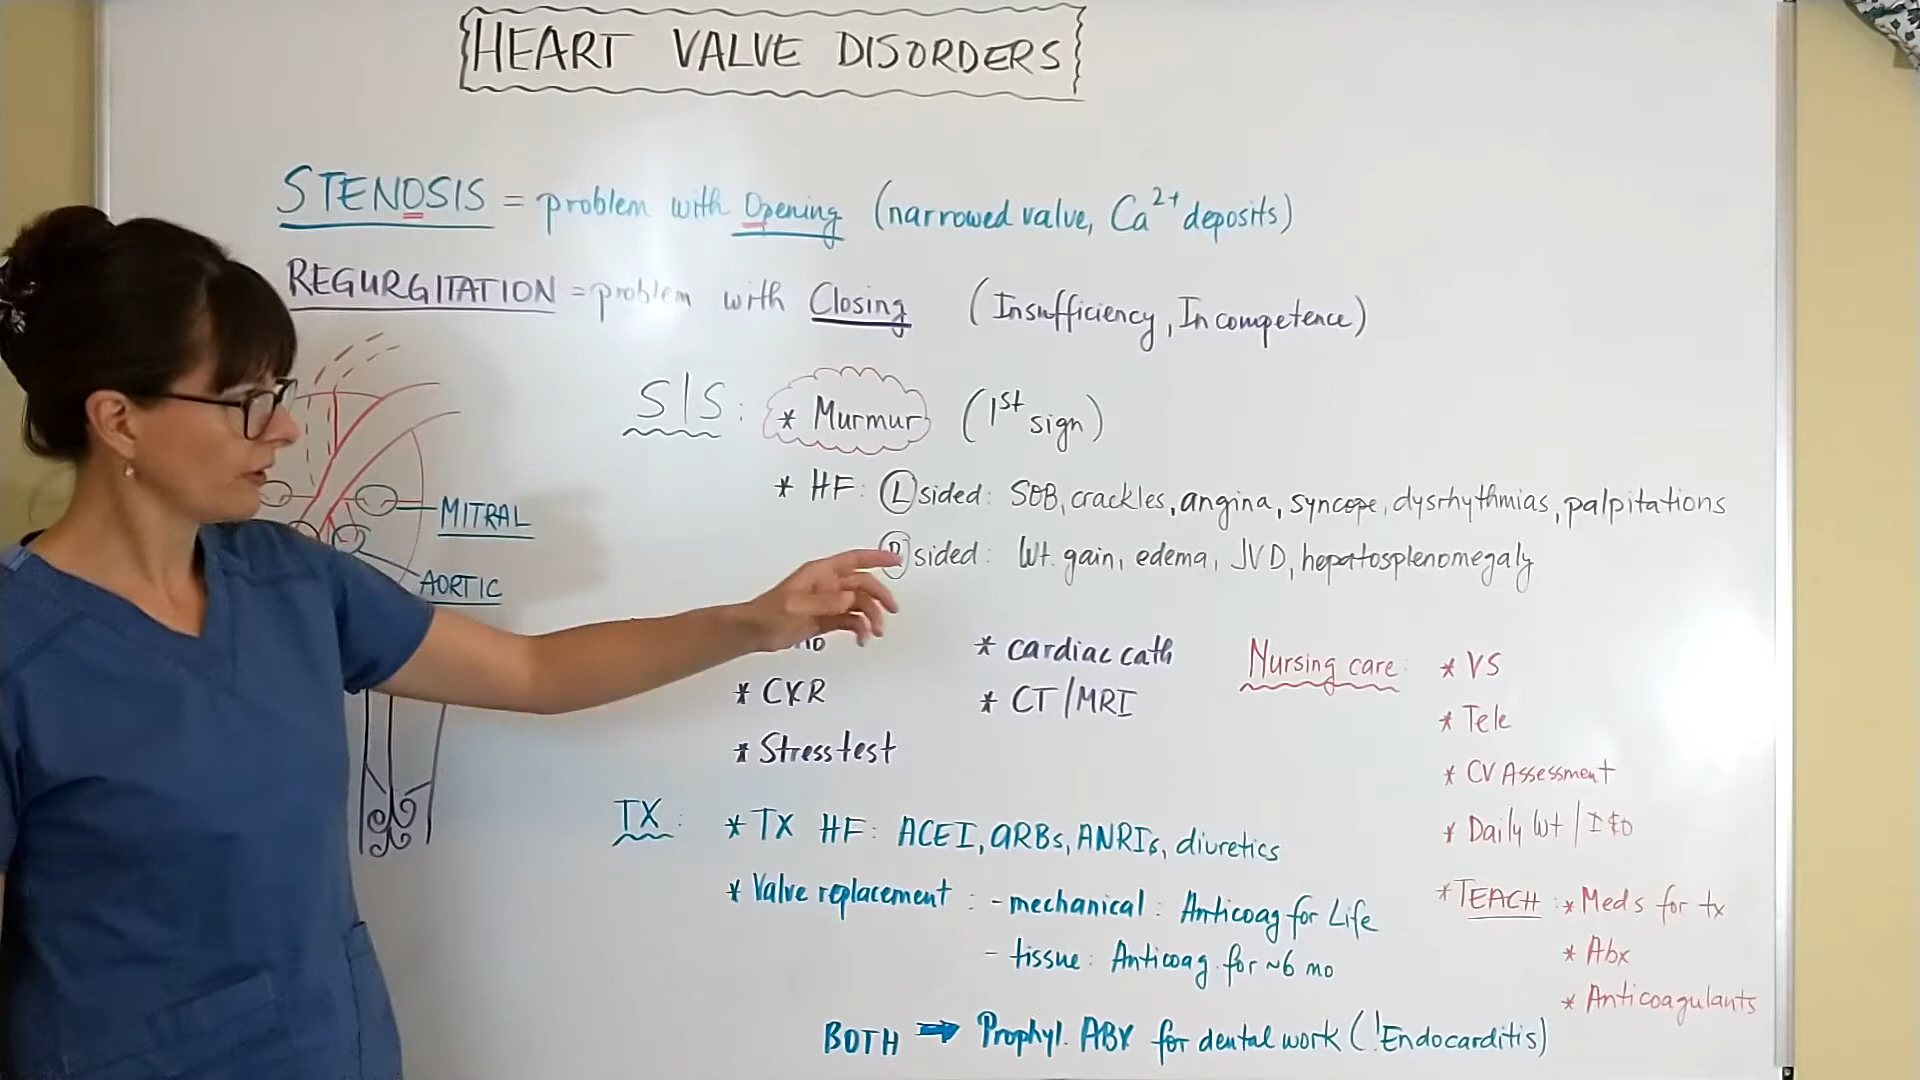 HEART VALVE DISORDERS
STENOSIS = problem with Opening (narrowed valve, Ca2+ deposits)
REGURGITATION = problem with Closing (Insufficiency, Incompetence)
S/S: * Murmur (1st sign)
* HF: L sided: SOB, crackles, angina, syncope, dysrhythmias, palpitations
R sided: Wt. gain, edema, JVD, hepatosplenomegaly
MITRAL
AORTIC
* CXR
* Stress test
* cardiac cath
* CT/MRI
Nursing care: * VS
* Tele
* CV Assessment
* Daily Wt / I&O
* TEACH: * Meds for tx
* Abx
* Anticoagulants
TX: * TX HF: ACEI, ARBs, ANRIs, diuretics
* Valve replacement: - mechanical: Anticoag for Life
- tissue: Anticoag. for ~6 mo
BOTH → Prophyl. ABX for dental work (!Endocarditis)